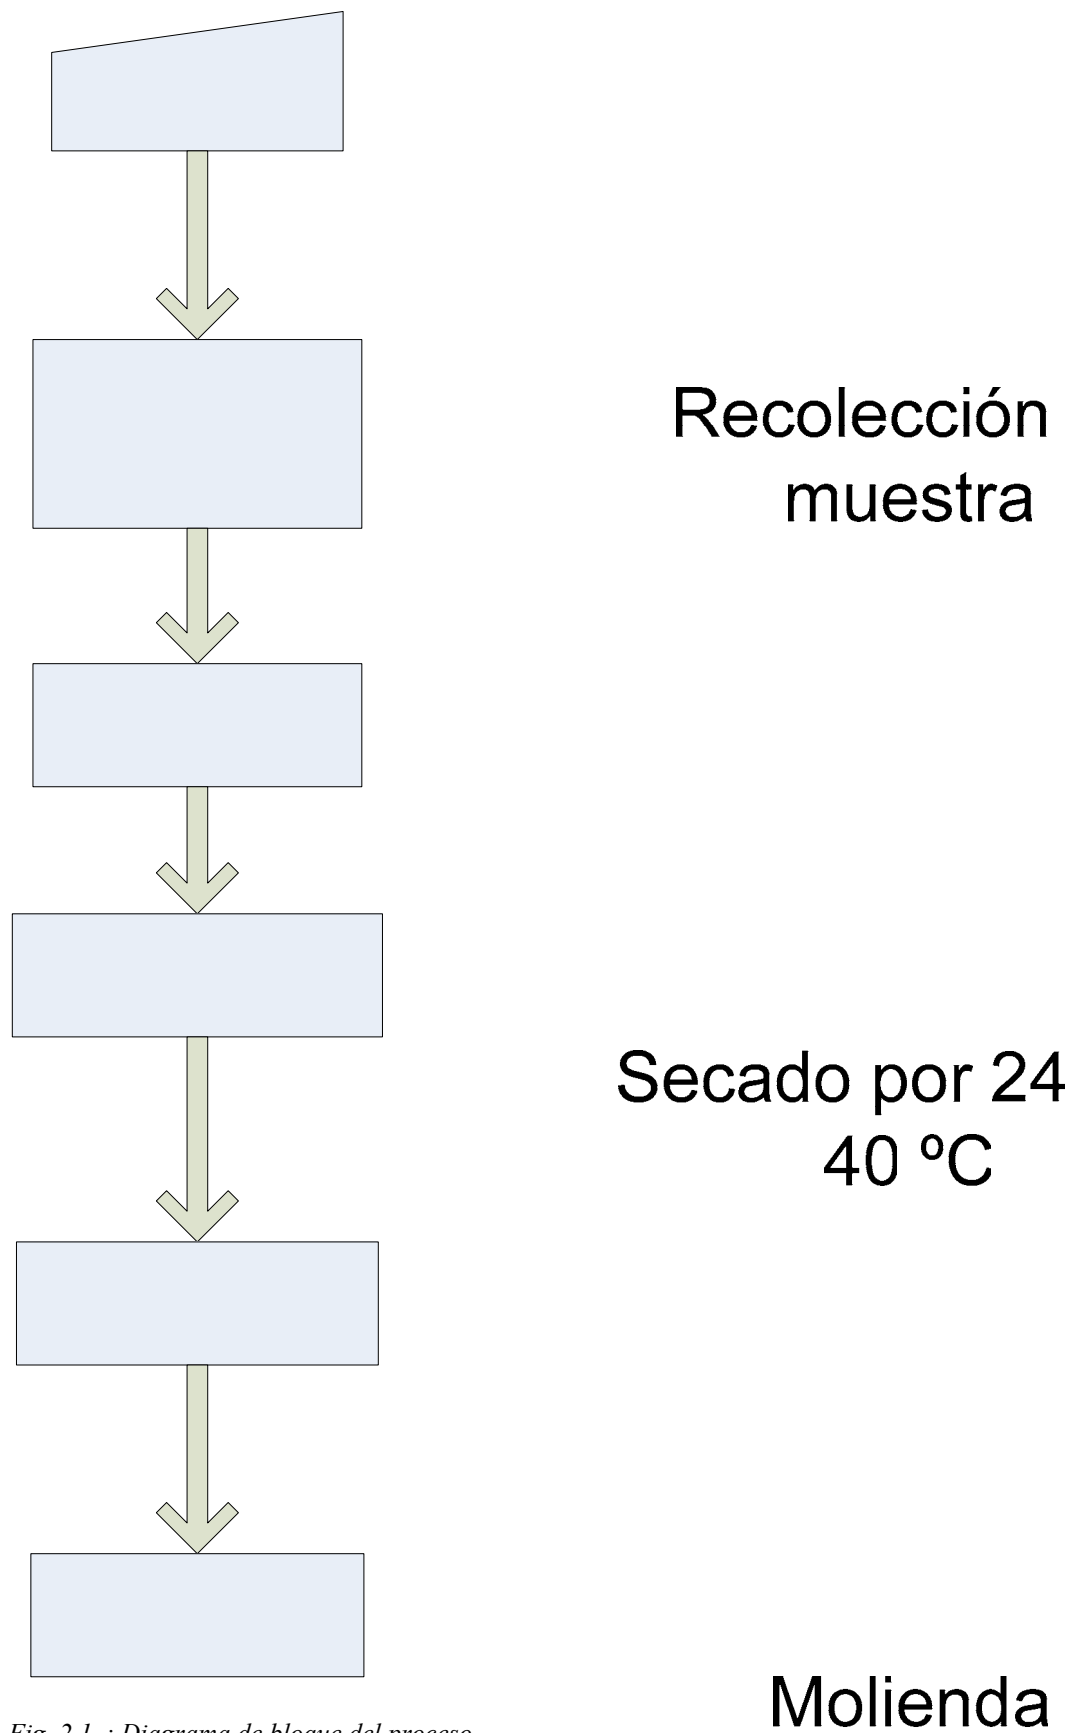 Recolección
muestra
Secado por 24
40 ºC
Molienda
Fig. 2.1. : Diagrama de bloque del proceso